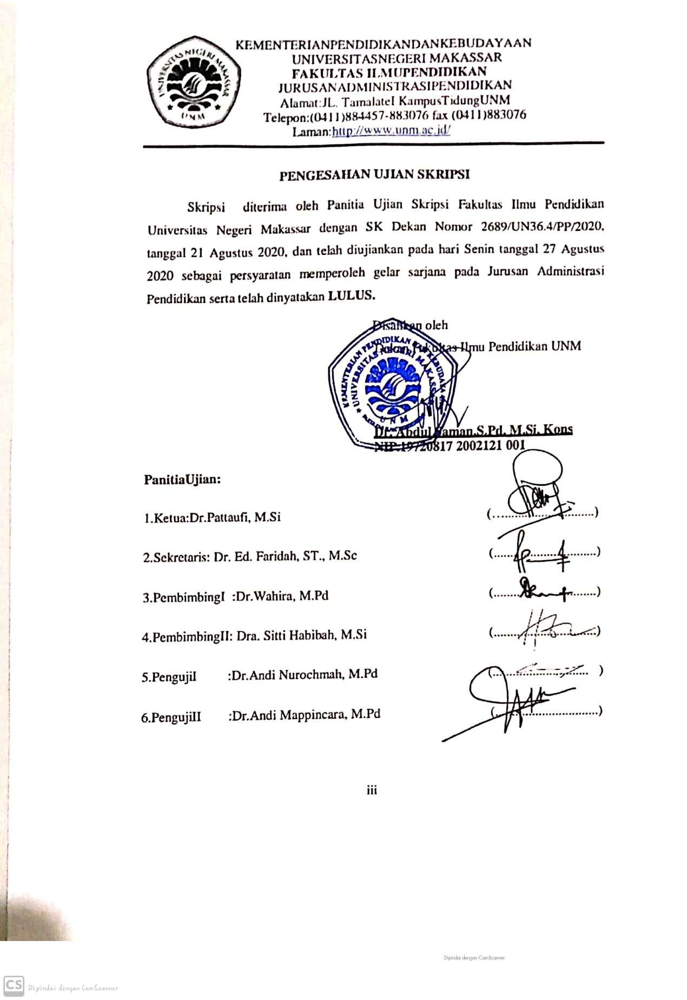 UNIVERSITAS NEGERI MAKASSAR
UNM
KEMENTERIANPENDIDIKANDANKEBUDAYAAN
UNIVERSITASNEGERI MAKASSAR
FAKULTAS ILMUPENDIDIKAN
JURUSANADMINISTRASIPENDIDIKAN
Alamat:JL. TamalateI KampusTidungUNM
Telepon:(0411)884457-883076 fax (0411)883076
Laman:http://www.unm.ac.id/
PENGESAHAN UJIAN SKRIPSI
Skripsi diterima oleh Panitia Ujian Skripsi Fakultas Ilmu Pendidikan
Universitas Negeri Makassar dengan SK Dekan Nomor 2689/UN36.4/PP/2020,
tanggal 21 Agustus 2020, dan telah diujiankan pada hari Senin tanggal 27 Agustus
2020 sebagai persyaratan memperoleh gelar sarjana pada Jurusan Administrasi
Pendidikan serta telah dinyatakan LULUS.
Disahkan oleh
Dekan Fakultas Ilmu Pendidikan UNM
KEMENTERIAN PENDIDIKAN DAN KEBUDAYAAN
UNIVERSITAS NEGERI MAKASSAR
UNM
Dr. Abdul Saman,S.Pd, M.Si, Kons
NIP.19720817 2002121 001
PanitiaUjian:
1.Ketua:Dr.Pattaufi, M.Si (................................)
2.Sekretaris: Dr. Ed. Faridah, ST., M.Sc (................................)
3.PembimbingI :Dr.Wahira, M.Pd (................................)
4.PembimbingII: Dra. Sitti Habibah, M.Si (................................)
5.PengujiI :Dr.Andi Nurochmah, M.Pd (............................. )
6.PengujiII :Dr.Andi Mappincara, M.Pd (................................)
iii
Dipindai dengan CamScanner
CS Dipindai dengan CamScanner